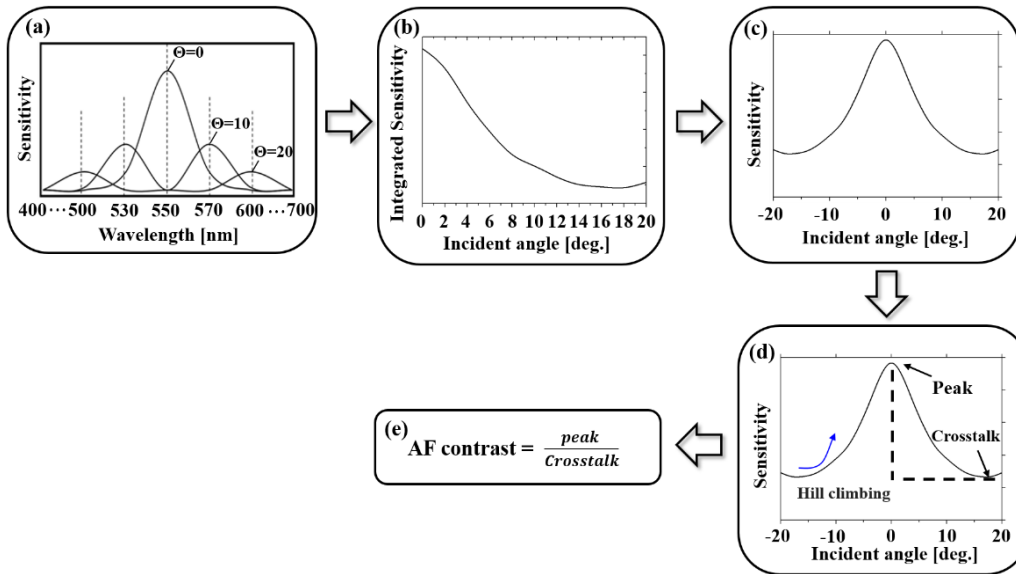 (a)
Θ=0
Θ=10
Θ=20
Sensitivity
400 ··· 500 530 550 570 600 ··· 700
Wavelength [nm]
(b)
Integrated Sensitivity
0 2 4 6 8 10 12 14 16 18 20
Incident angle [deg.]
(c)
Sensitivity
-20 -10 0 10 20
Incident angle [deg.]
(d)
Peak
Crosstalk
Hill climbing
Sensitivity
-20 -10 0 10 20
Incident angle [deg.]
(e)
AF contrast = peak
Crosstalk